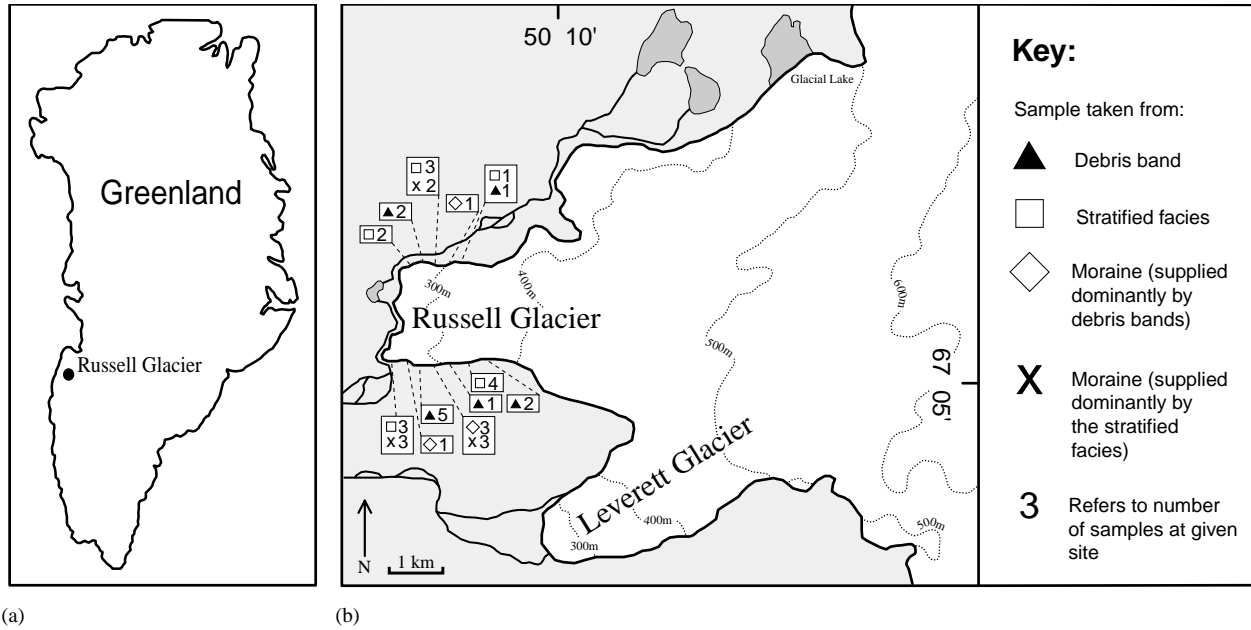 Greenland
Russell Glacier
(a)
50 10'
Glacial Lake
3
x 2
1
1
1
2
2
300m
400m
Russell Glacier
600m
500m
67 05'
4
1
2
5
3
x 3
1
3
x 3
Leverett Glacier
400m
300m
500m
N
1 km
(b)
Key:
Sample taken from:
Debris band
Stratified facies
Moraine (supplied
dominantly by
debris bands)
X
Moraine (supplied
dominantly by
the stratified
facies)
3
Refers to number
of samples at given
site